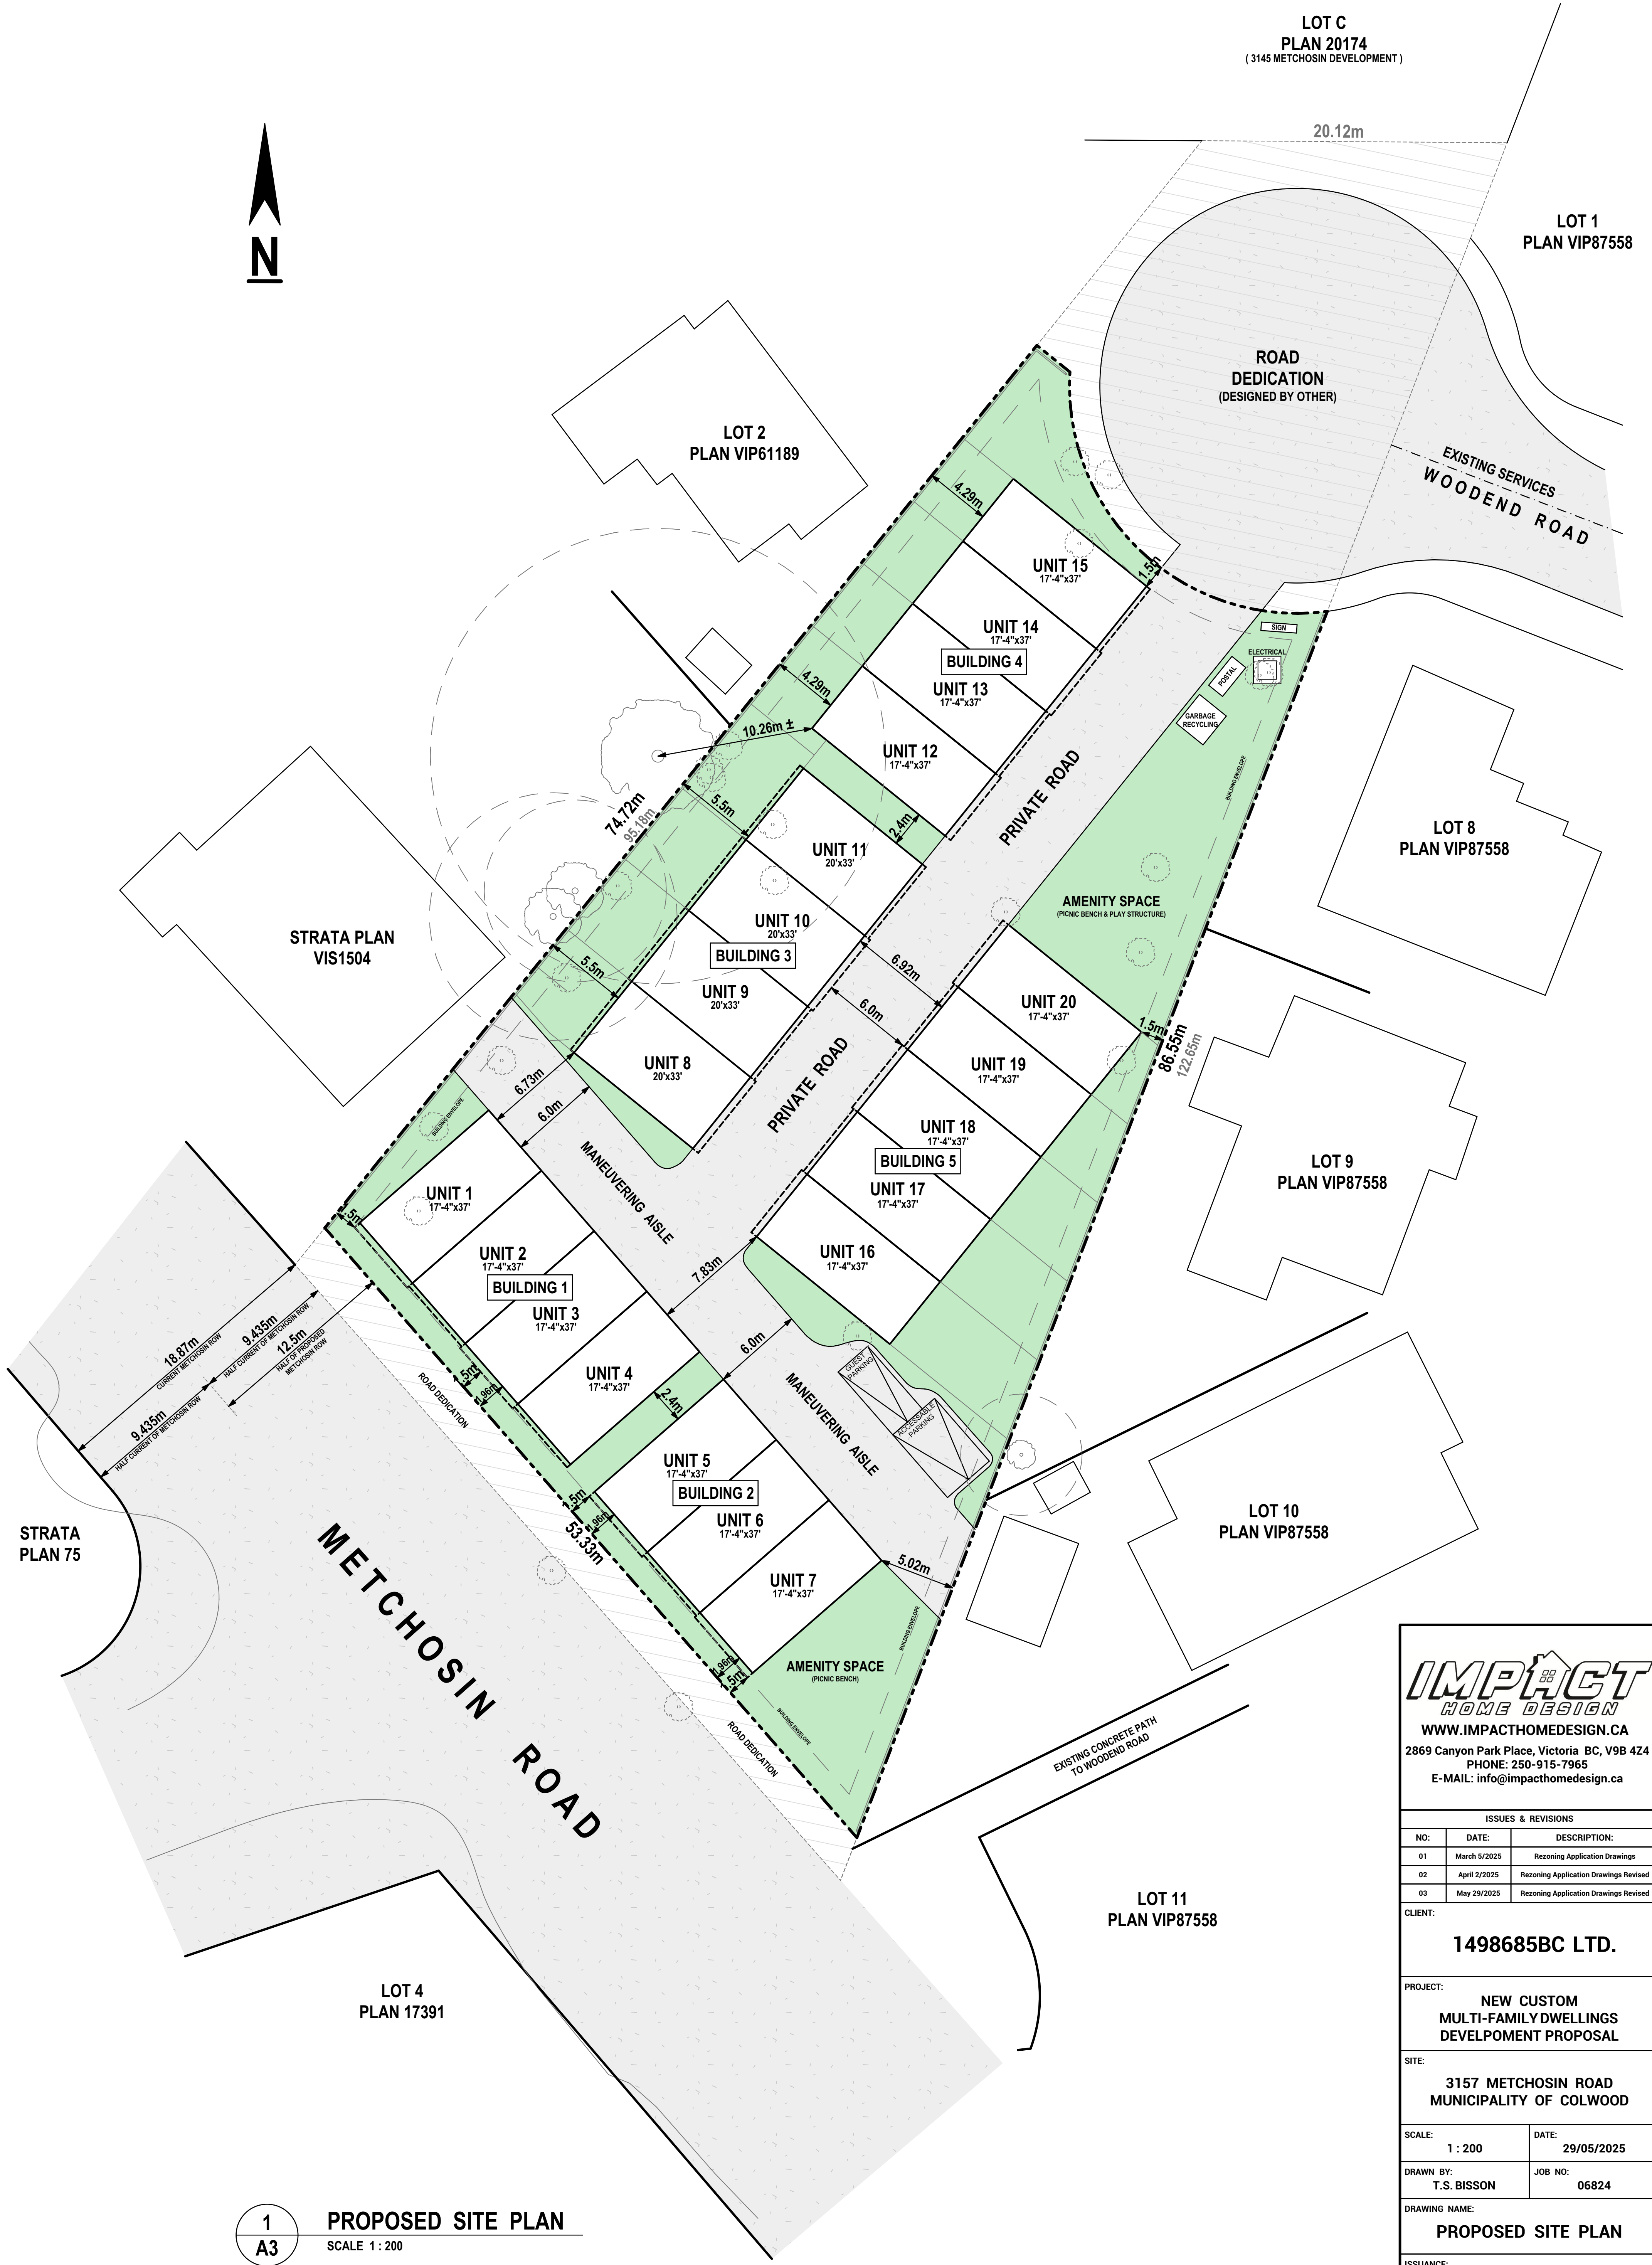 LOT C
PLAN 20174
( 3145 METCHOSIN DEVELOPMENT )
20.12m
N
LOT 1
PLAN VIP87558
ROAD
DEDICATION
(DESIGNED BY OTHER)
EXISTING SERVICES
WOODEND ROAD
LOT 2
PLAN VIP61189
4.29m
UNIT 15
17'-4"x37'
1.5m
UNIT 14
17'-4"x37'
BUILDING 4
UNIT 13
17'-4"x37'
UNIT 12
17'-4"x37'
4.29m
10.26m ±
SIGN
ELECTRICAL
POSTAL
GARBAGE
RECYCLING
BUILDING ENVELOPE
PRIVATE ROAD
74.72m
95.18m
5.5m
2.4m
UNIT 11
20'x33'
UNIT 10
20'x33'
BUILDING 3
UNIT 9
20'x33'
UNIT 8
20'x33'
5.5m
LOT 8
PLAN VIP87558
AMENITY SPACE
(PICNIC BENCH & PLAY STRUCTURE)
STRATA PLAN
VIS1504
6.92m
6.0m
PRIVATE ROAD
UNIT 20
17'-4"x37'
1.5m
86.55m
122.65m
UNIT 19
17'-4"x37'
UNIT 18
17'-4"x37'
BUILDING 5
UNIT 17
17'-4"x37'
UNIT 16
17'-4"x37'
LOT 9
PLAN VIP87558
6.73m
6.0m
BUILDING ENVELOPE
MANEUVERING AISLE
UNIT 1
17'-4"x37'
UNIT 2
17'-4"x37'
BUILDING 1
UNIT 3
17'-4"x37'
UNIT 4
17'-4"x37'
7.83m
6.0m
2.4m
18.87m
CURRENT METCHOSIN ROW
9.435m
HALF CURRENT OF METCHOSIN ROW
12.5m
HALF OF PROPOSED
METCHOSIN ROW
9.435m
HALF CURRENT OF METCHOSIN ROW
ROAD DEDICATION
GUEST
PARKING
ACCESSABLE
PARKING
MANEUVERING AISLE
UNIT 5
17'-4"x37'
BUILDING 2
UNIT 6
17'-4"x37'
UNIT 7
17'-4"x37'
53.33m
5.02m
LOT 10
PLAN VIP87558
STRATA
PLAN 75
METCHOSIN ROAD
BUILDING ENVELOPE
AMENITY SPACE
(PICNIC BENCH)
BUILDING ENVELOPE
ROAD DEDICATION
EXISTING CONCRETE PATH
TO WOODEND ROAD
LOT 11
PLAN VIP87558
LOT 4
PLAN 17391
1
A3
PROPOSED SITE PLAN
SCALE 1 : 200
IMPACT
HOME DESIGN
WWW.IMPACTHOMEDESIGN.CA
2869 Canyon Park Place, Victoria BC, V9B 4Z4
PHONE: 250-915-7965
E-MAIL: info@impacthomedesign.ca
ISSUES & REVISIONS
NO: DATE: DESCRIPTION:
01 March 5/2025 Rezoning Application Drawings
02 April 2/2025 Rezoning Application Drawings Revised
03 May 29/2025 Rezoning Application Drawings Revised
CLIENT:
1498685BC LTD.
PROJECT:
NEW CUSTOM
MULTI-FAMILY DWELLINGS
DEVELPOMENT PROPOSAL
SITE:
3157 METCHOSIN ROAD
MUNICIPALITY OF COLWOOD
SCALE: DATE:
1 : 200 29/05/2025
DRAWN BY: JOB NO:
T.S. BISSON 06824
DRAWING NAME:
PROPOSED SITE PLAN
ISSUANCE: